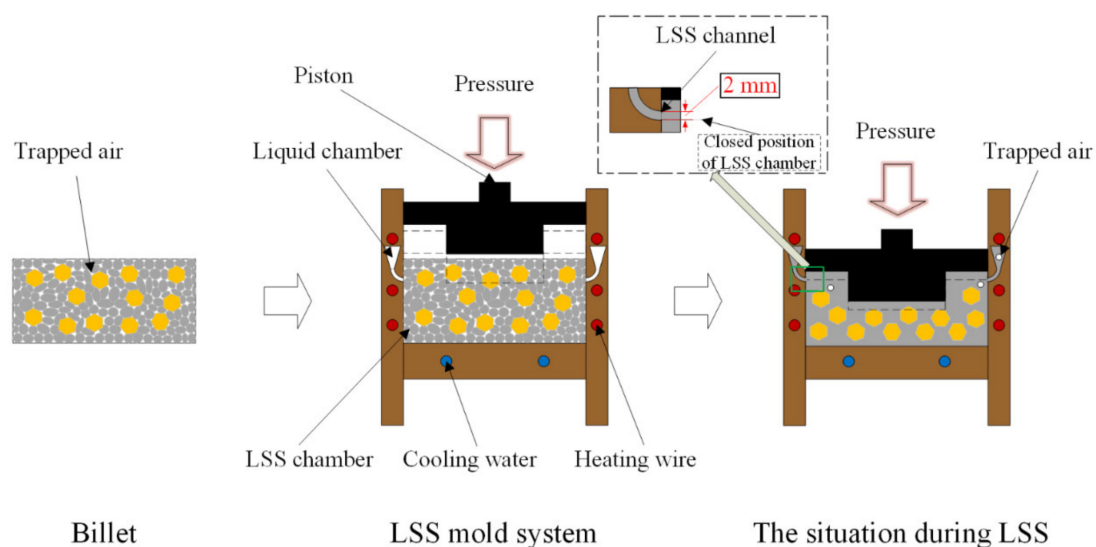 LSS channel
2 mm
Closed position
of LSS chamber
Piston
Pressure
Trapped air
Liquid chamber
Pressure
Trapped air
LSS chamber
Cooling water
Heating wire
Billet
LSS mold system
The situation during LSS